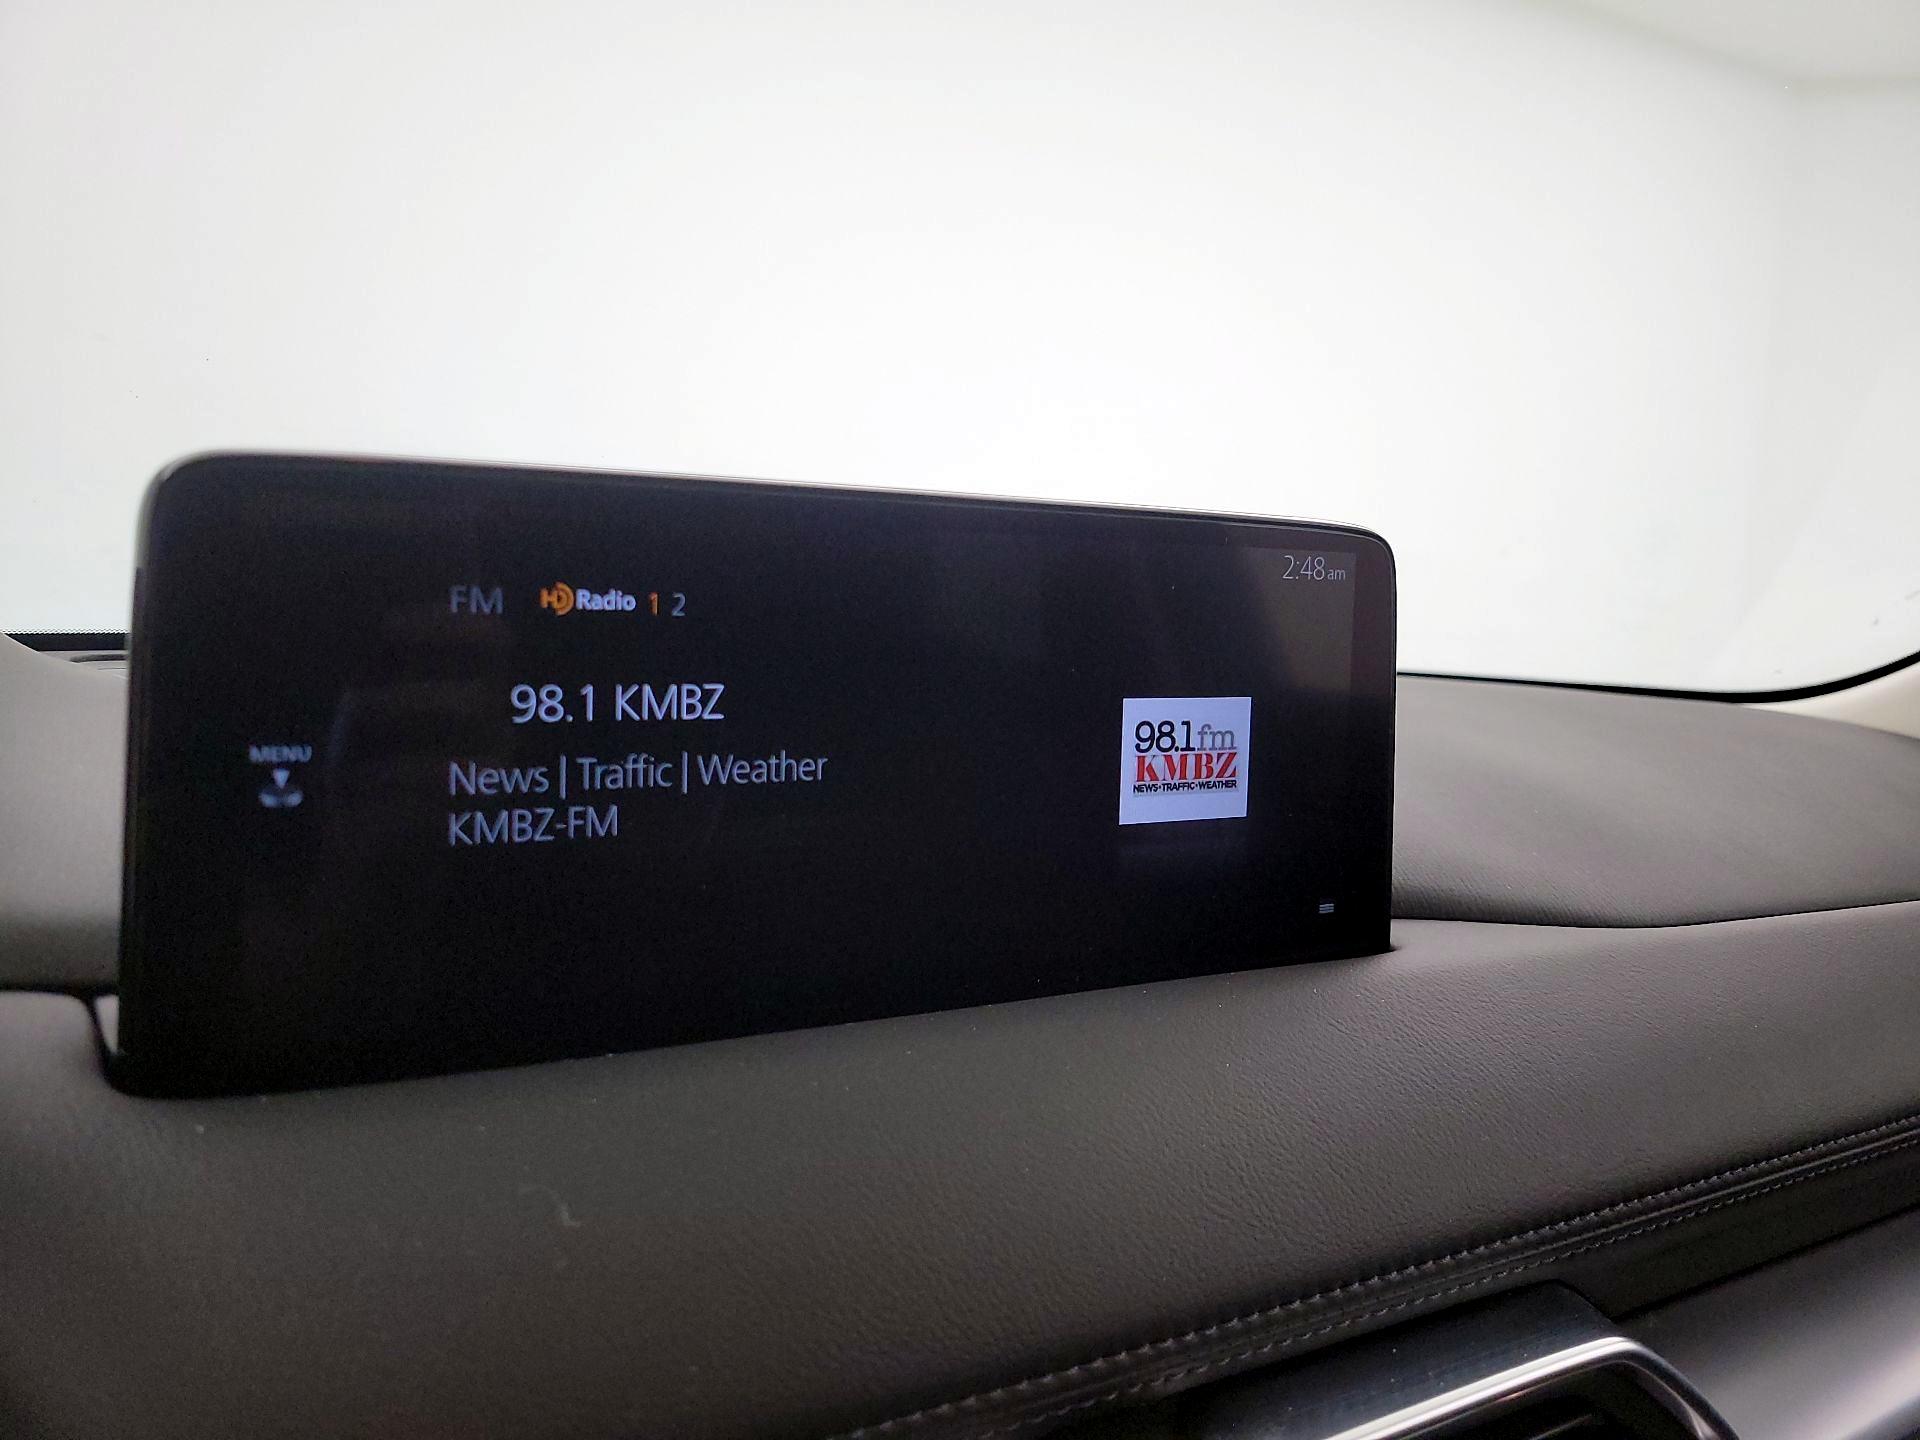 2:48am
FM HD Radio 1 2
98.1 KMBZ
News | Traffic | Weather
KMBZ-FM
MENU
98.1fm
KMBZ
NEWS•TRAFFIC•WEATHER